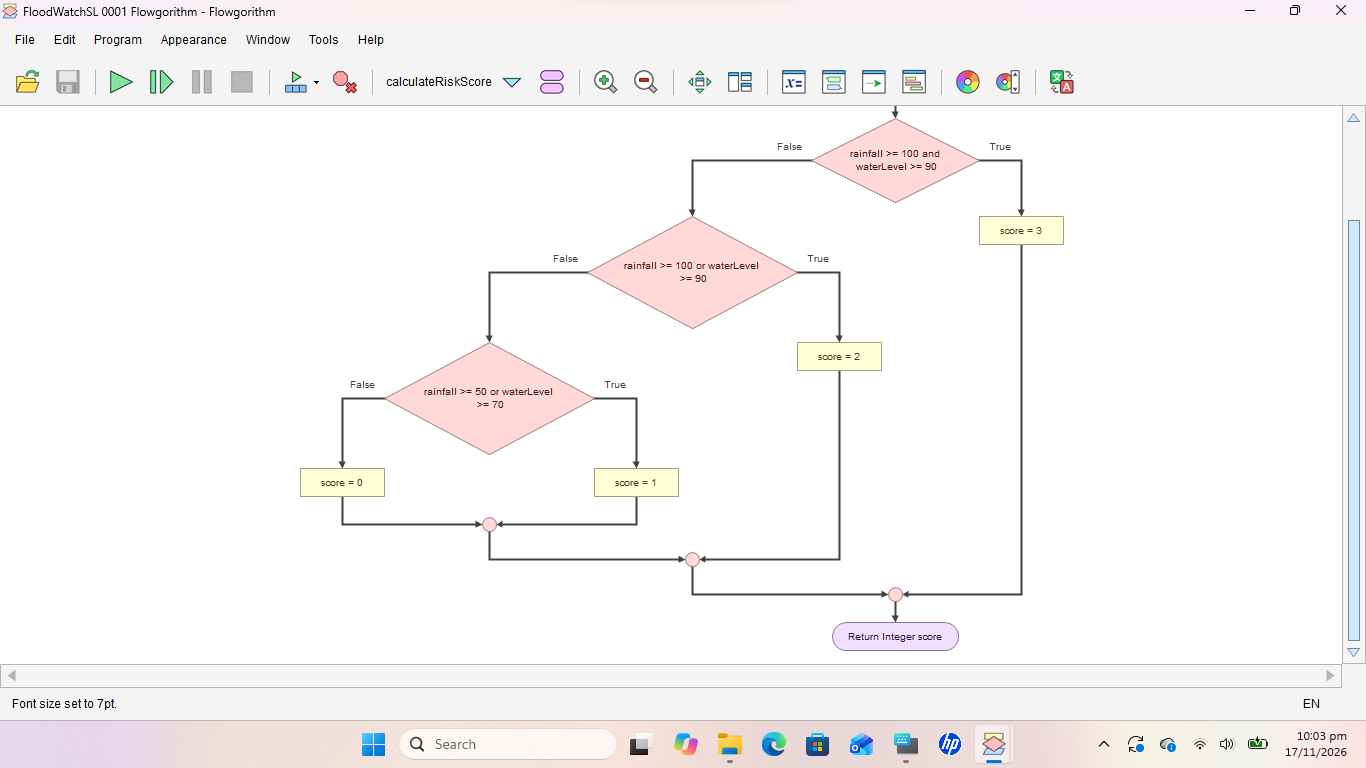 FloodWatchSL 0001 Flowgorithm - Flowgorithm
File Edit Program Appearance Window Tools Help
calculateRiskScore
False
rainfall >= 100 and
waterLevel >= 90
True
score = 3
False
rainfall >= 100 or waterLevel
>= 90
True
score = 2
False
rainfall >= 50 or waterLevel
>= 70
True
score = 0
score = 1
Return Integer score
Font size set to 7pt.
EN
Search
10:03 pm
17/11/2026